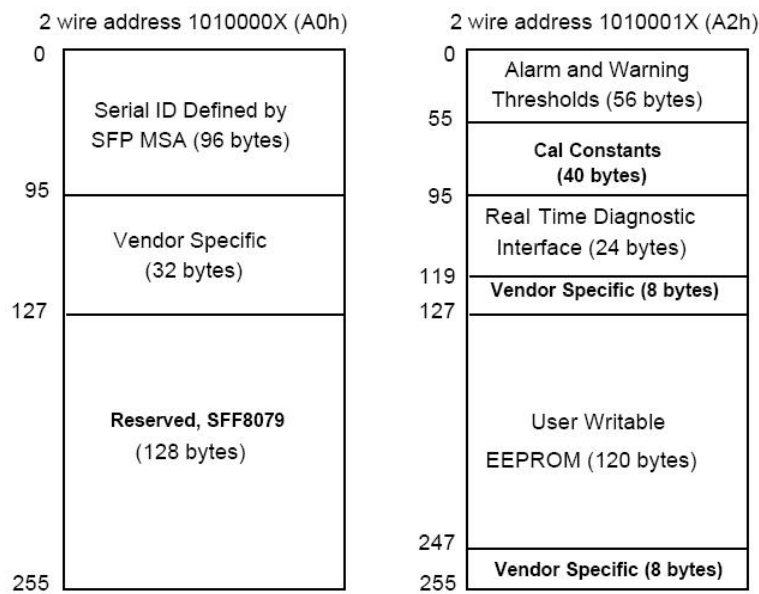 2 wire address 1010000X (A0h)
0
Serial ID Defined by
SFP MSA (96 bytes)
95
Vendor Specific
(32 bytes)
127
Reserved, SFF8079
(128 bytes)
255
2 wire address 1010001X (A2h)
0
Alarm and Warning
Thresholds (56 bytes)
55
Cal Constants
(40 bytes)
95
Real Time Diagnostic
Interface (24 bytes)
119
Vendor Specific (8 bytes)
127
User Writable
EEPROM (120 bytes)
247
Vendor Specific (8 bytes)
255